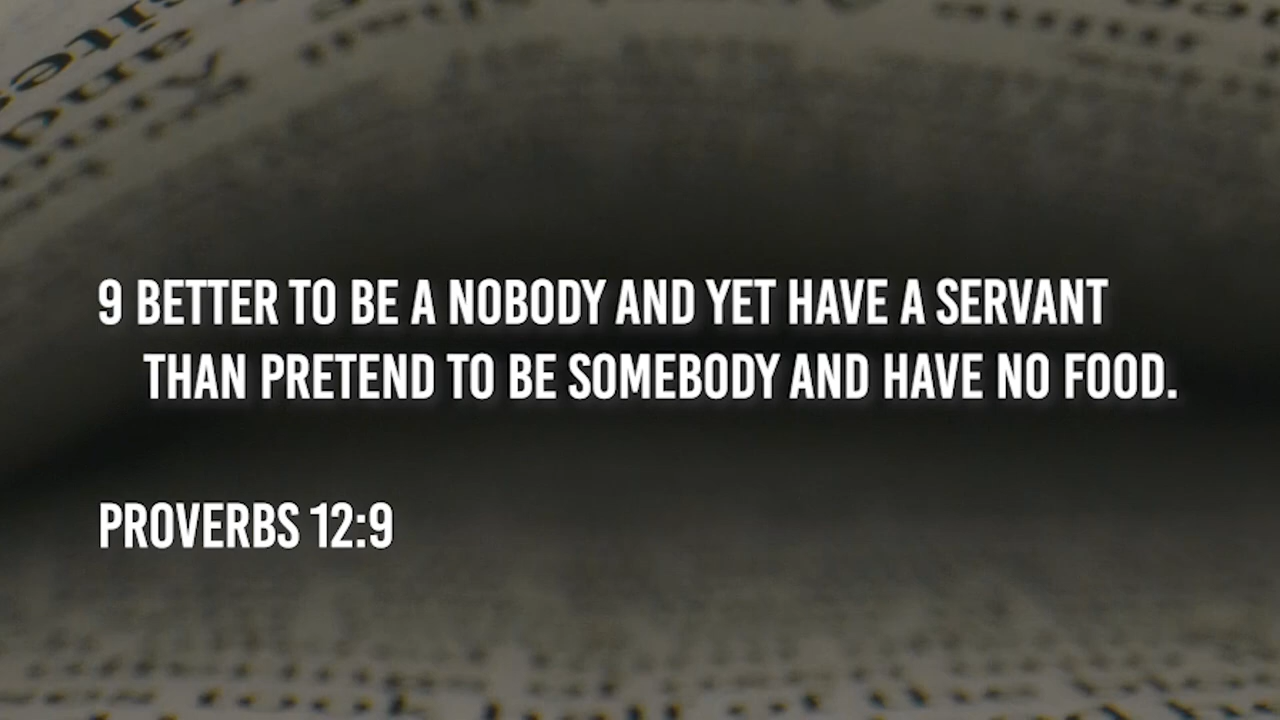 9 BETTER TO BE A NOBODY AND YET HAVE A SERVANT
THAN PRETEND TO BE SOMEBODY AND HAVE NO FOOD.
PROVERBS 12:9